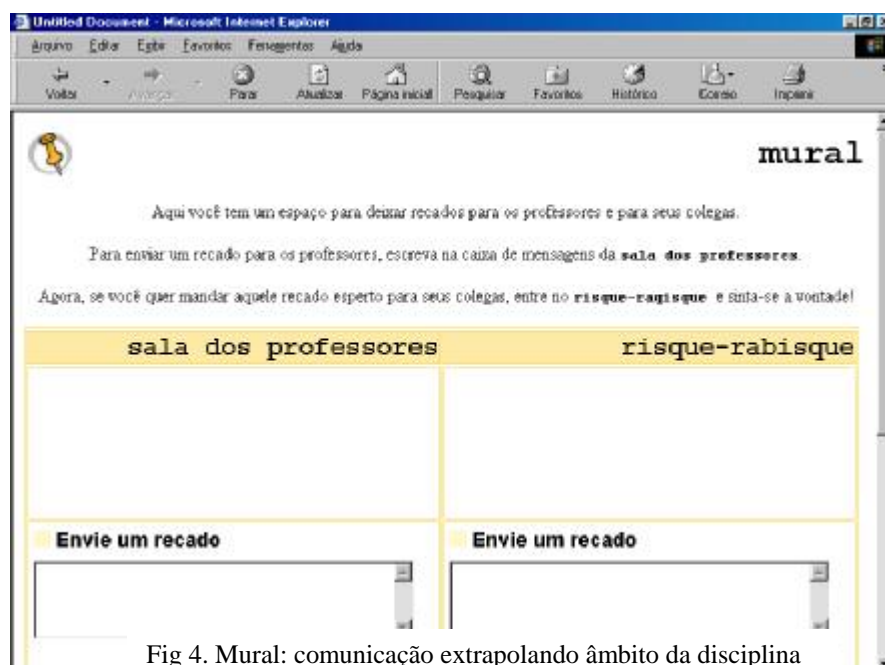 Untitled Document - Microsoft Internet Explorer
Arquivo Editar Exibir Favoritos Ferramentas Ajuda
Voltar Avançar Parar Atualizar Página inicial Pesquisar Favoritos Histórico Correio Imprimir
mural
Aqui você tem um espaço para deixar recados para os professores e para seus colegas.
Para enviar um recado para os professores, escreva na caixa de mensagens da sala dos professores.
Agora, se você quer mandar aquele recado esperto para seus colegas, entre no risque-ragisque e sinta-se a vontade!
sala dos professores risque-rabisque
Envie um recado Envie um recado
Fig 4. Mural: comunicação extrapolando âmbito da disciplina